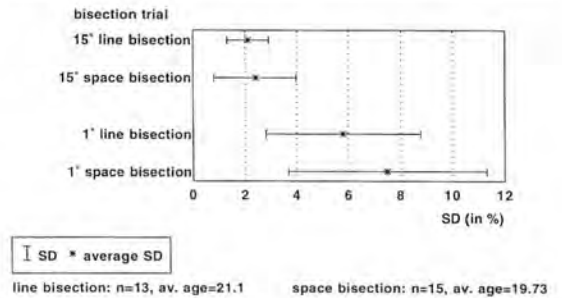 bisection trial
15° line bisection
15° space bisection
1° line bisection
1° space bisection
0 2 4 6 8 10 12
SD (in %)
SD * average SD
line bisection: n=13, av. age=21.1 space bisection: n=15, av. age=19.73